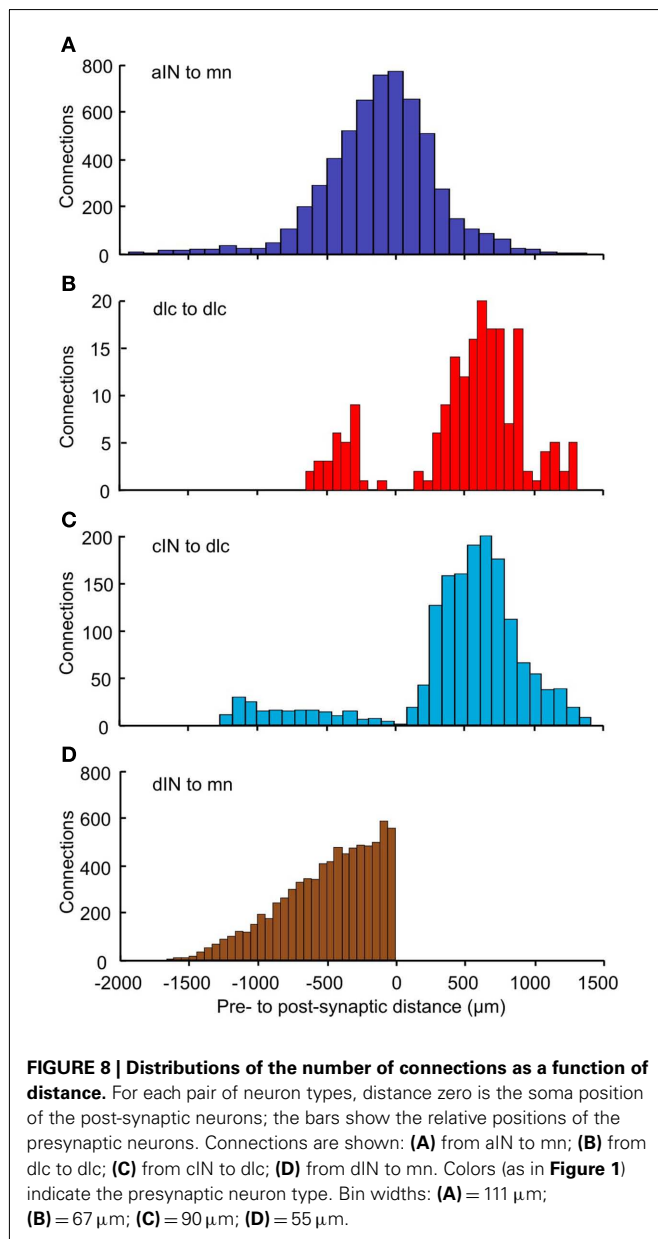 A
aIN to mn
Connections
800
600
400
200
0
B
dlc to dlc
Connections
20
15
10
5
0
C
cIN to dlc
Connections
200
150
100
50
0
D
dIN to mn
Connections
800
600
400
200
0
-2000 -1500 -1000 -500 0 500 1000 1500
Pre- to post-synaptic distance (µm)
FIGURE 8 | Distributions of the number of connections as a function of
distance. For each pair of neuron types, distance zero is the soma position
of the post-synaptic neurons; the bars show the relative positions of the
presynaptic neurons. Connections are shown: (A) from aIN to mn; (B) from
dlc to dlc; (C) from cIN to dlc; (D) from dIN to mn. Colors (as in Figure 1)
indicate the presynaptic neuron type. Bin widths: (A) = 111 µm;
(B) = 67 µm; (C) = 90 µm; (D) = 55 µm.